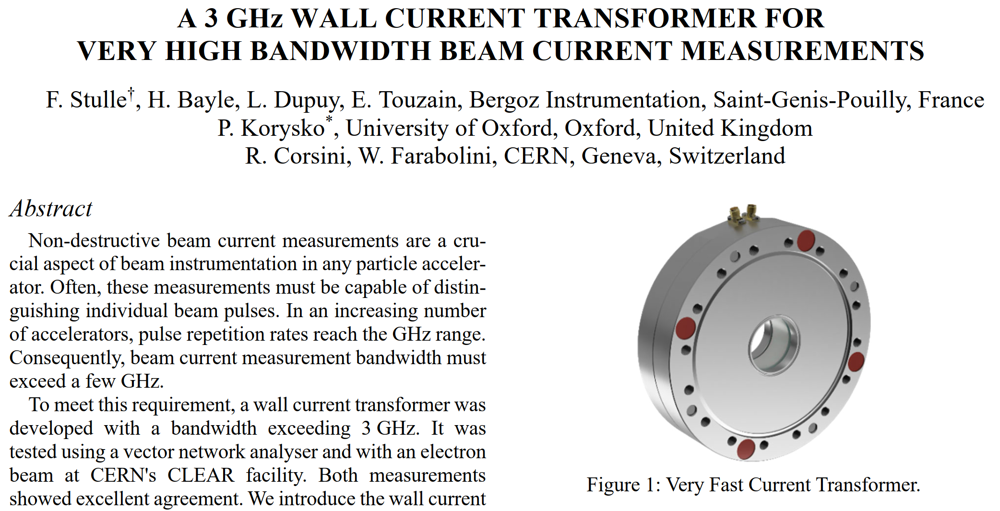 A 3 GHz WALL CURRENT TRANSFORMER FOR
VERY HIGH BANDWIDTH BEAM CURRENT MEASUREMENTS
F. Stulle†, H. Bayle, L. Dupuy, E. Touzain, Bergoz Instrumentation, Saint-Genis-Pouilly, France
P. Korysko*, University of Oxford, Oxford, United Kingdom
R. Corsini, W. Farabolini, CERN, Geneva, Switzerland
Abstract
Non-destructive beam current measurements are a cru-
cial aspect of beam instrumentation in any particle acceler-
ator. Often, these measurements must be capable of distin-
guishing individual beam pulses. In an increasing number
of accelerators, pulse repetition rates reach the GHz range.
Consequently, beam current measurement bandwidth must
exceed a few GHz.
To meet this requirement, a wall current transformer was
developed with a bandwidth exceeding 3 GHz. It was
tested using a vector network analyser and with an electron
beam at CERN's CLEAR facility. Both measurements
showed excellent agreement. We introduce the wall current
Figure 1: Very Fast Current Transformer.